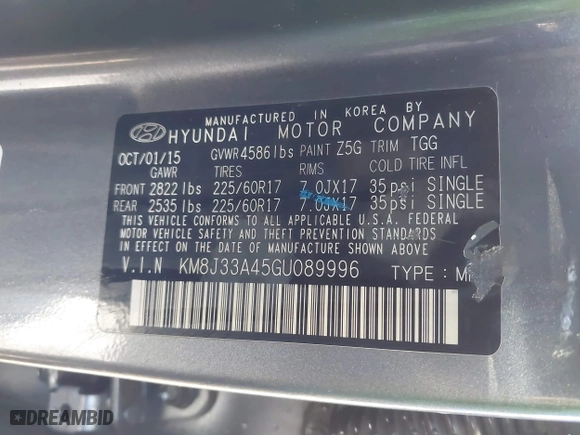 MANUFACTURED IN KOREA BY
HYUNDAI MOTOR COMPANY
OCT/01/15 GVWR 4586 lbs PAINT Z5G TRIM TGG
GAWR TIRES RIMS COLD TIRE INFL
FRONT 2822 lbs 225/60R17 7.0JX17 35psi SINGLE
REAR 2535 lbs 225/60R17 7.0JX17 35psi SINGLE
THIS VEHICLE CONFORMS TO ALL APPLICABLE U.S.A. FEDERAL
MOTOR VEHICLE SAFETY AND THEFT PREVENTION STANDARDS
IN EFFECT ON THE DATE OF MANUFACTURE SHOWN ABOVE.
V.I.N KM8J33A45GU089996 TYPE:
DREAMBID